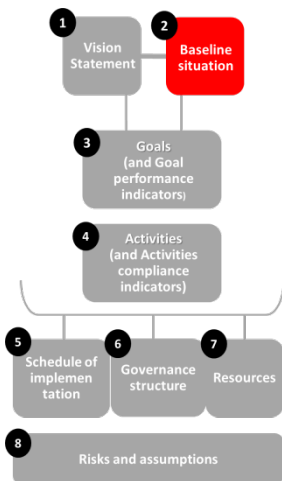 1
Vision
Statement
2
Baseline
situation
3
Goals
(and Goal
performance
indicators)
4
Activities
(and Activities
compliance
indicators)
5
Schedule of
implemen
tation
6
Governance
structure
7
Resources
8
Risks and assumptions